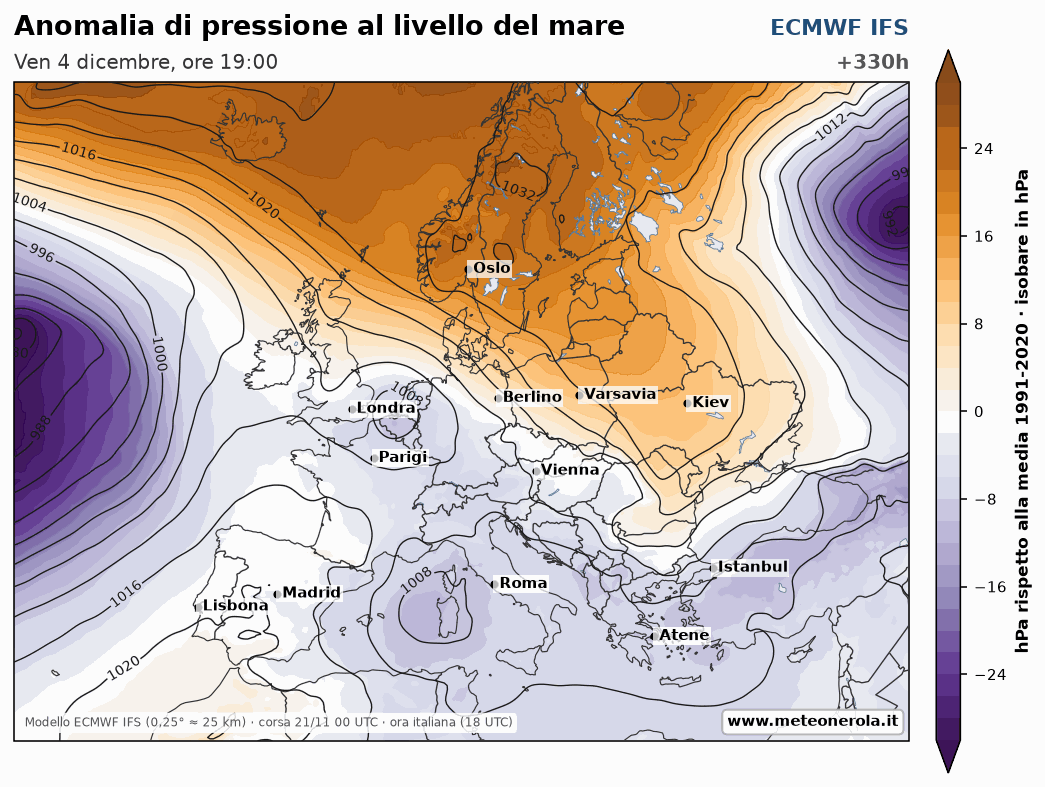 Anomalia di pressione al livello del mare
ECMWF IFS
Ven 4 dicembre, ore 19:00
+330h
1012
1016
1032
1004
1020
996
Oslo
1000
Berlino
Varsavia
Kiev
Londra
988
Parigi
Vienna
Istanbul
1008
Roma
1016
Madrid
Lisbona
Atene
1020
Modello ECMWF IFS (0,25° ≈ 25 km) · corsa 21/11 00 UTC · ora italiana (18 UTC)
www.meteonerola.it
24
16
8
0
−8
−16
−24
hPa rispetto alla media 1991-2020 · isobare in hPa